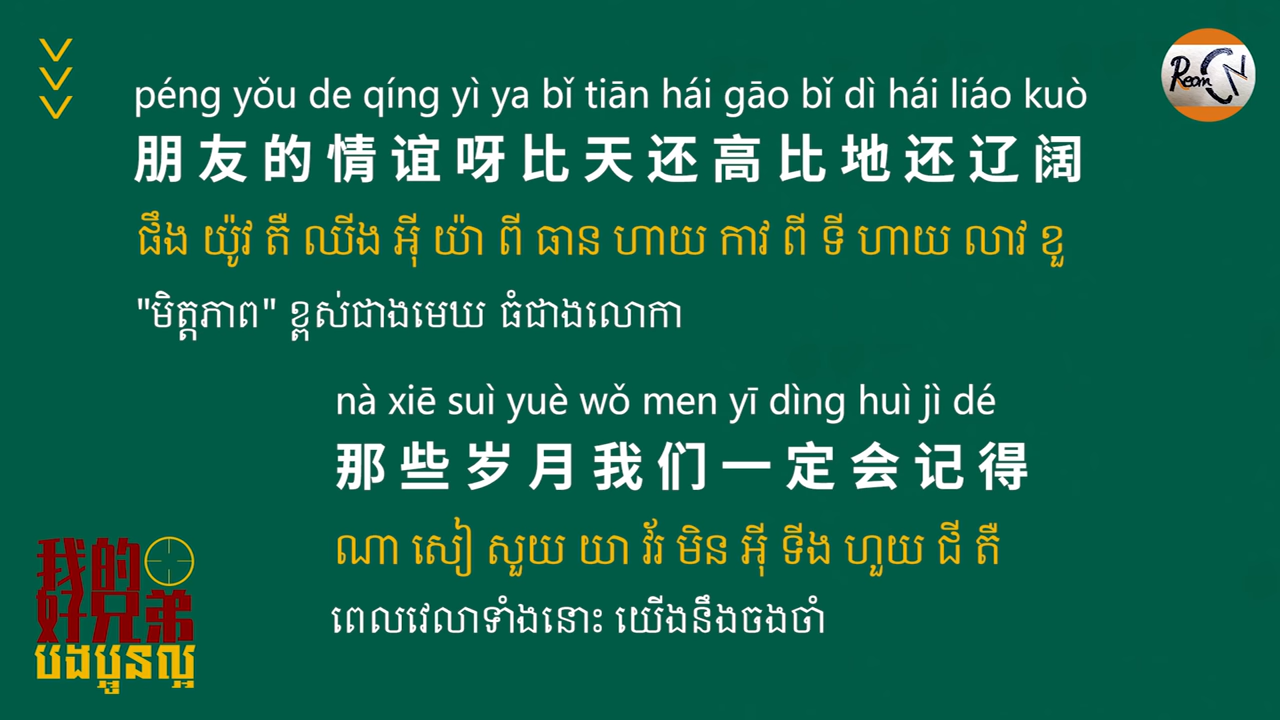 péng yǒu de qíng yì ya bǐ tiān hái gāo bǐ dì hái liáo kuò
朋友的情谊呀比天还高比地还辽阔
ផឹង យ៉ូវ តឺ ឈីង អ៊ី យ៉ា ពី ធាន ហាយ កាវ ពី ទី ហាយ លាវ ខួ
"មិត្តភាព" ខ្ពស់ជាងមេឃ ធំជាងលោកា
nà xiē suì yuè wǒ men yī dìng huì jì dé
那些岁月我们一定会记得
ណា សៀ សួយ យា វ័រ មិន អ៊ី ទីង ហួយ ជី តឺ
ពេលវេលាទាំងនោះ យើងនឹងចងចាំ
我的
好兄弟
បងប្អូនល្អ
Ream CN